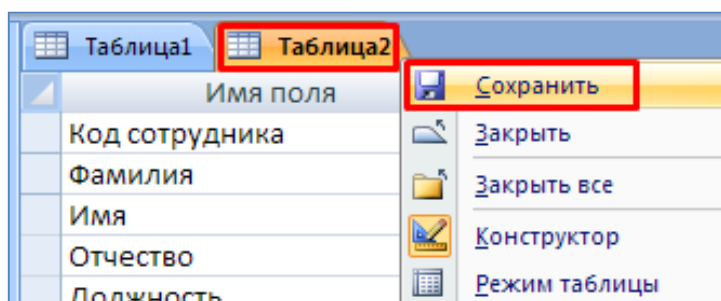 Таблица1 Таблица2
Имя поля
Код сотрудника
Фамилия
Имя
Отчество
Должность
Сохранить
Закрыть
Закрыть все
Конструктор
Режим таблицы